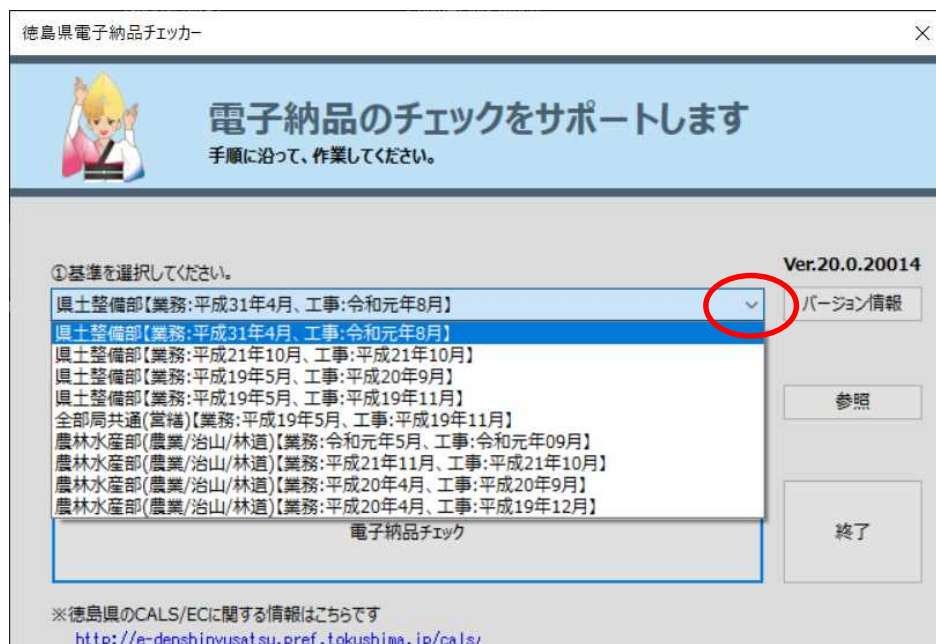 徳島県電子納品チェッカー
電子納品のチェックをサポートします
手順に沿って、作業してください。
Ver.20.0.20014
①基準を選択してください。
県土整備部【業務:平成31年4月、工事:令和元年8月】
バージョン情報
県土整備部【業務:平成31年4月、工事:令和元年8月】
県土整備部【業務:平成21年10月、工事:平成21年10月】
県土整備部【業務:平成19年5月、工事:平成20年9月】
県土整備部【業務:平成19年5月、工事:平成19年11月】
全部局共通(営繕)【業務:平成19年5月、工事:平成19年11月】
農林水産部(農業/治山/林道)【業務:令和元年5月、工事:令和元年09月】
農林水産部(農業/治山/林道)【業務:平成21年11月、工事:平成21年10月】
農林水産部(農業/治山/林道)【業務:平成20年4月、工事:平成20年9月】
農林水産部(農業/治山/林道)【業務:平成20年4月、工事:平成19年12月】
参照
電子納品チェック
終了
※徳島県のCALS/ECに関する情報はこちらです
http://e-denshinyusatsu.pref.tokushima.jp/cals/